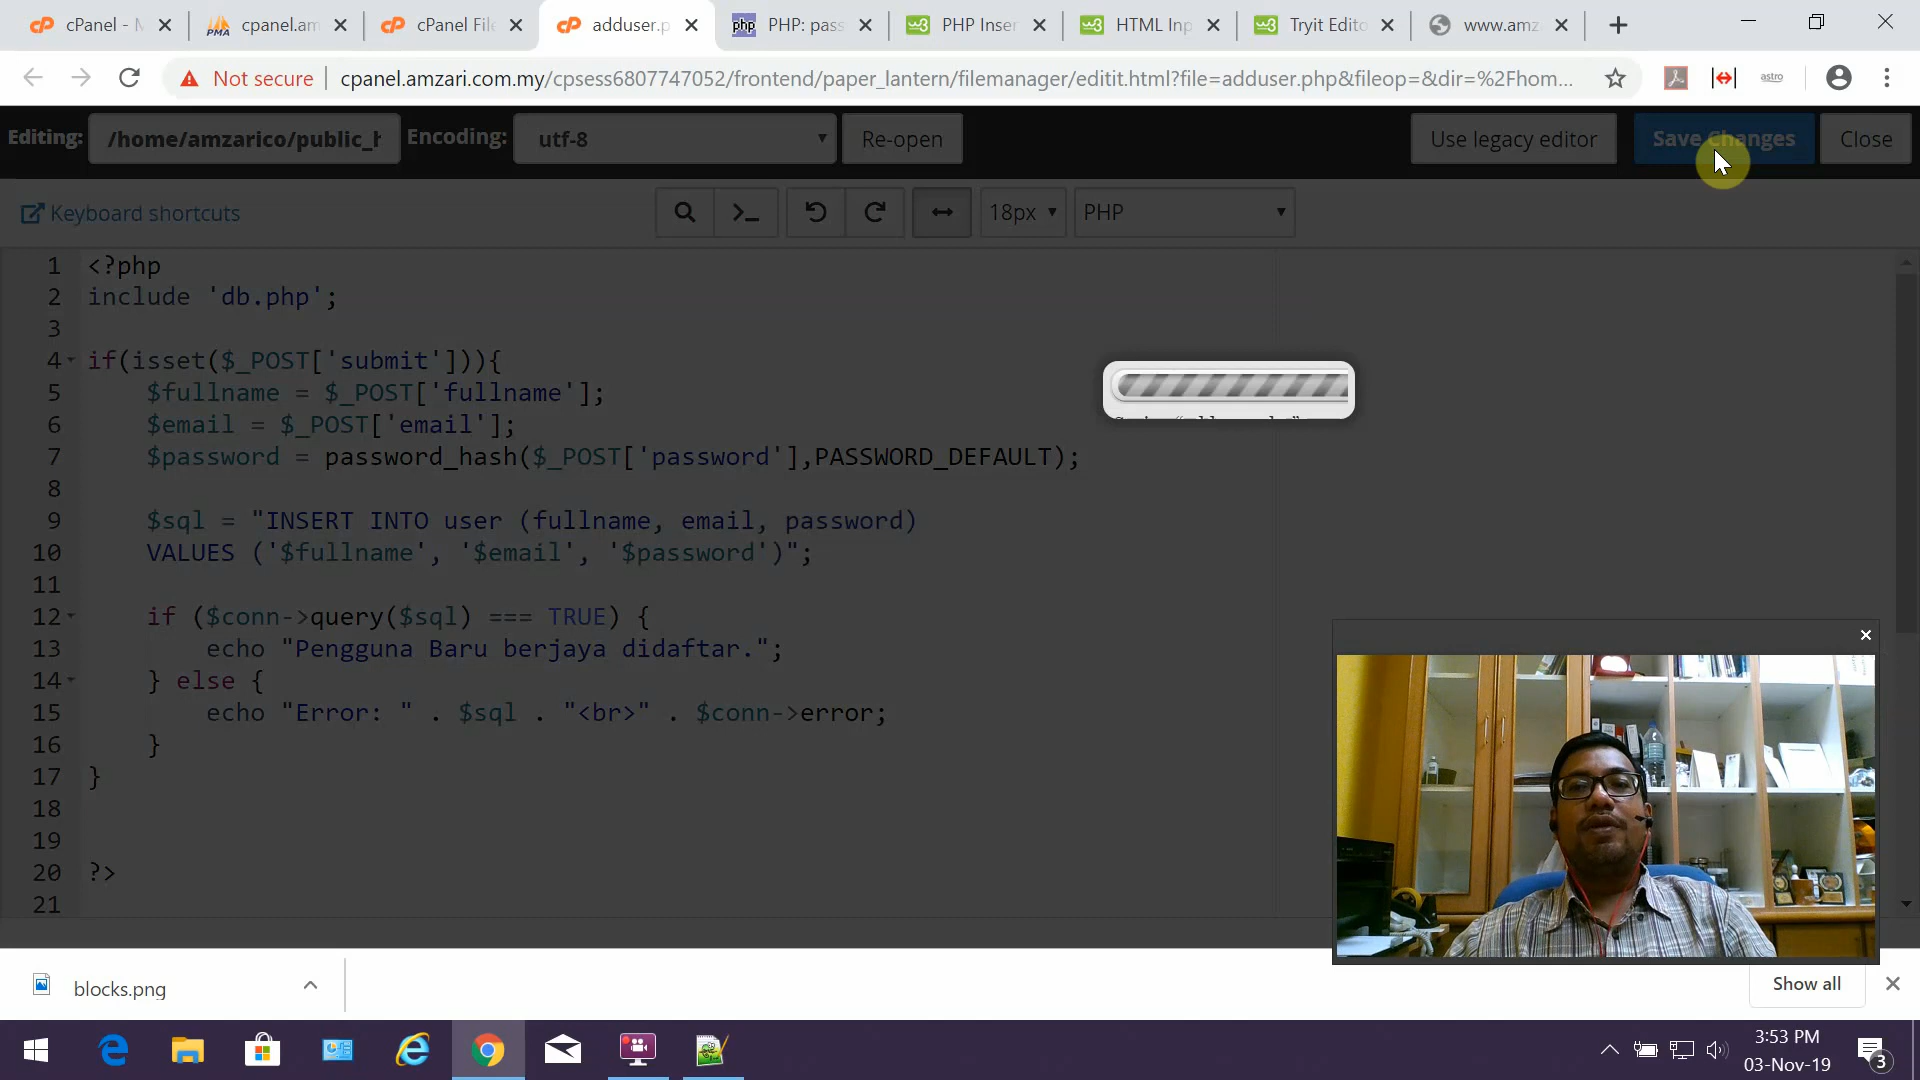 cPanel - M
cpanel.am
cPanel File
adduser.p
PHP: pass
PHP Inser
HTML Inp
Tryit Edito
www.amz
Not secure
cpanel.amzari.com.my/cpsess6807747052/frontend/paper_lantern/filemanager/editit.html?file=adduser.php&fileop=&dir=%2Fhom...
astro
Editing:
/home/amzarico/public_h
Encoding:
utf-8
Re-open
Use legacy editor
Save Changes
Close
Keyboard shortcuts
18px
PHP
1 <?php
2 include 'db.php';
3
4 if(isset($_POST['submit'])){
5 $fullname = $_POST['fullname'];
6 $email = $_POST['email'];
7 $password = password_hash($_POST['password'],PASSWORD_DEFAULT);
8
9 $sql = "INSERT INTO user (fullname, email, password)
10 VALUES ('$fullname', '$email', '$password')";
11
12 if ($conn->query($sql) === TRUE) {
13 echo "Pengguna Baru berjaya didaftar.";
14 } else {
15 echo "Error: " . $sql . "<br>" . $conn->error;
16 }
17 }
18
19
20 ?>
21
blocks.png
Show all
3:53 PM
03-Nov-19
3